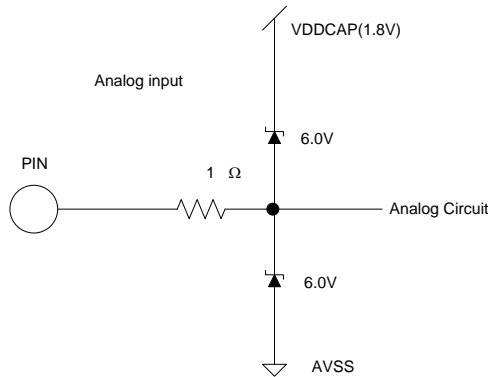 VDDCAP(1.8V)
Analog input
6.0V
PIN
1 Ω
Analog Circuit
6.0V
AVSS